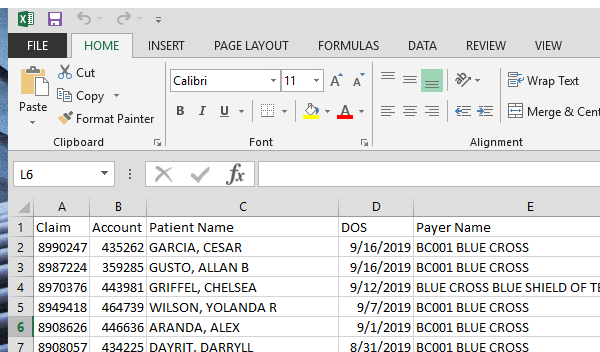 FILE HOME INSERT PAGE LAYOUT FORMULAS DATA REVIEW VIEW
Cut
Copy
Format Painter
Paste
Calibri 11 A A
B I U A
Wrap Text
Merge & Cent
Clipboard Font Alignment
L6 fx
A B C D E
1 Claim Account Patient Name DOS Payer Name
2 8990247 435262 GARCIA, CESAR 9/16/2019 BC001 BLUE CROSS
3 8987224 359285 GUSTO, ALLAN B 9/16/2019 BC001 BLUE CROSS
4 8970376 443981 GRIFFEL, CHELSEA 9/12/2019 BLUE CROSS BLUE SHIELD OF TE
5 8949418 464739 WILSON, YOLANDA R 9/7/2019 BC001 BLUE CROSS
6 8908626 446636 ARANDA, ALEX 9/1/2019 BC001 BLUE CROSS
7 8908057 434225 DAYRIT, DARRYLL 8/31/2019 BC001 BLUE CROSS